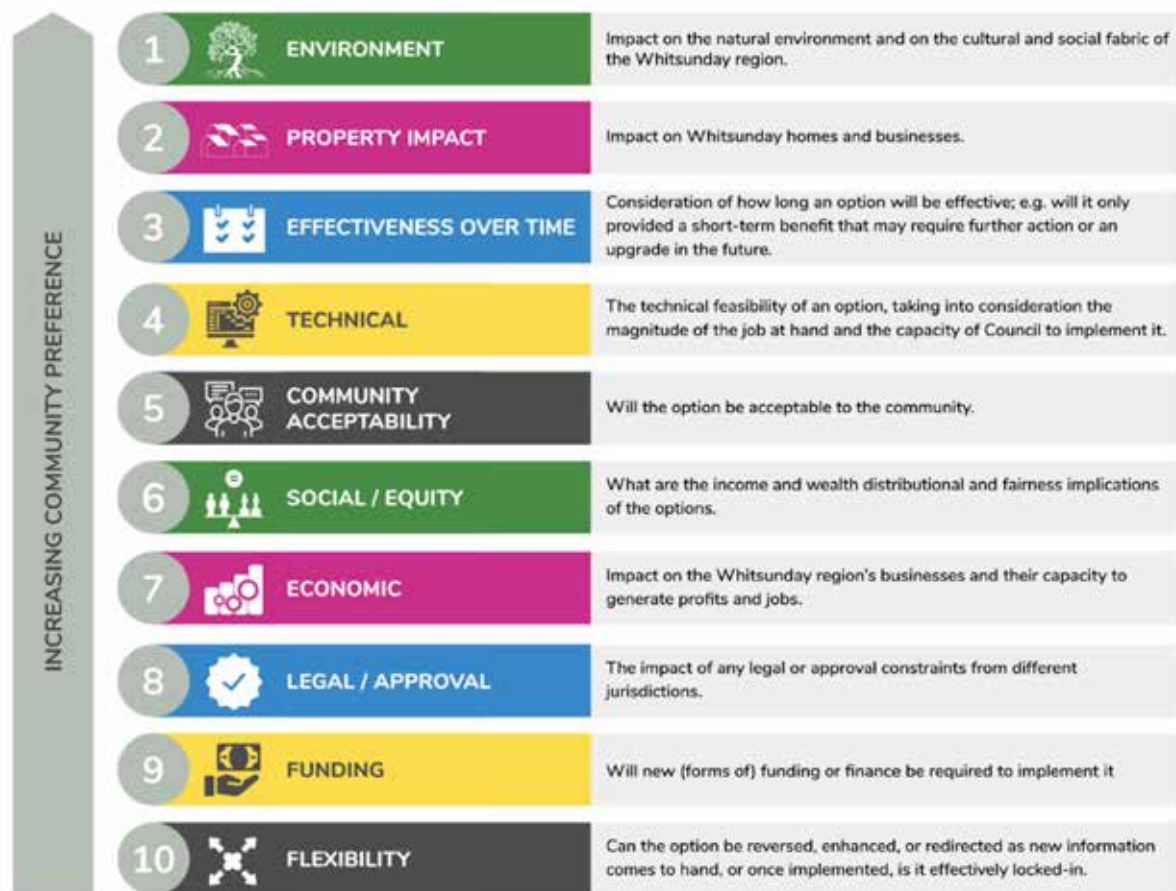 INCREASING COMMUNITY PREFERENCE
1
ENVIRONMENT
Impact on the natural environment and on the cultural and social fabric of
the Whitsunday region.
2
PROPERTY IMPACT
Impact on Whitsunday homes and businesses.
3
EFFECTIVENESS OVER TIME
Consideration of how long an option will be effective; e.g. will it only
provided a short-term benefit that may require further action or an
upgrade in the future.
4
TECHNICAL
The technical feasibility of an option, taking into consideration the
magnitude of the job at hand and the capacity of Council to implement it.
5
COMMUNITY
ACCEPTABILITY
Will the option be acceptable to the community.
6
SOCIAL / EQUITY
What are the income and wealth distributional and fairness implications
of the options.
7
ECONOMIC
Impact on the Whitsunday region's businesses and their capacity to
generate profits and jobs.
8
LEGAL / APPROVAL
The impact of any legal or approval constraints from different
jurisdictions.
9
FUNDING
Will new (forms of) funding or finance be required to implement it
10
FLEXIBILITY
Can the option be reversed, enhanced, or redirected as new information
comes to hand, or once implemented, is it effectively locked-in.